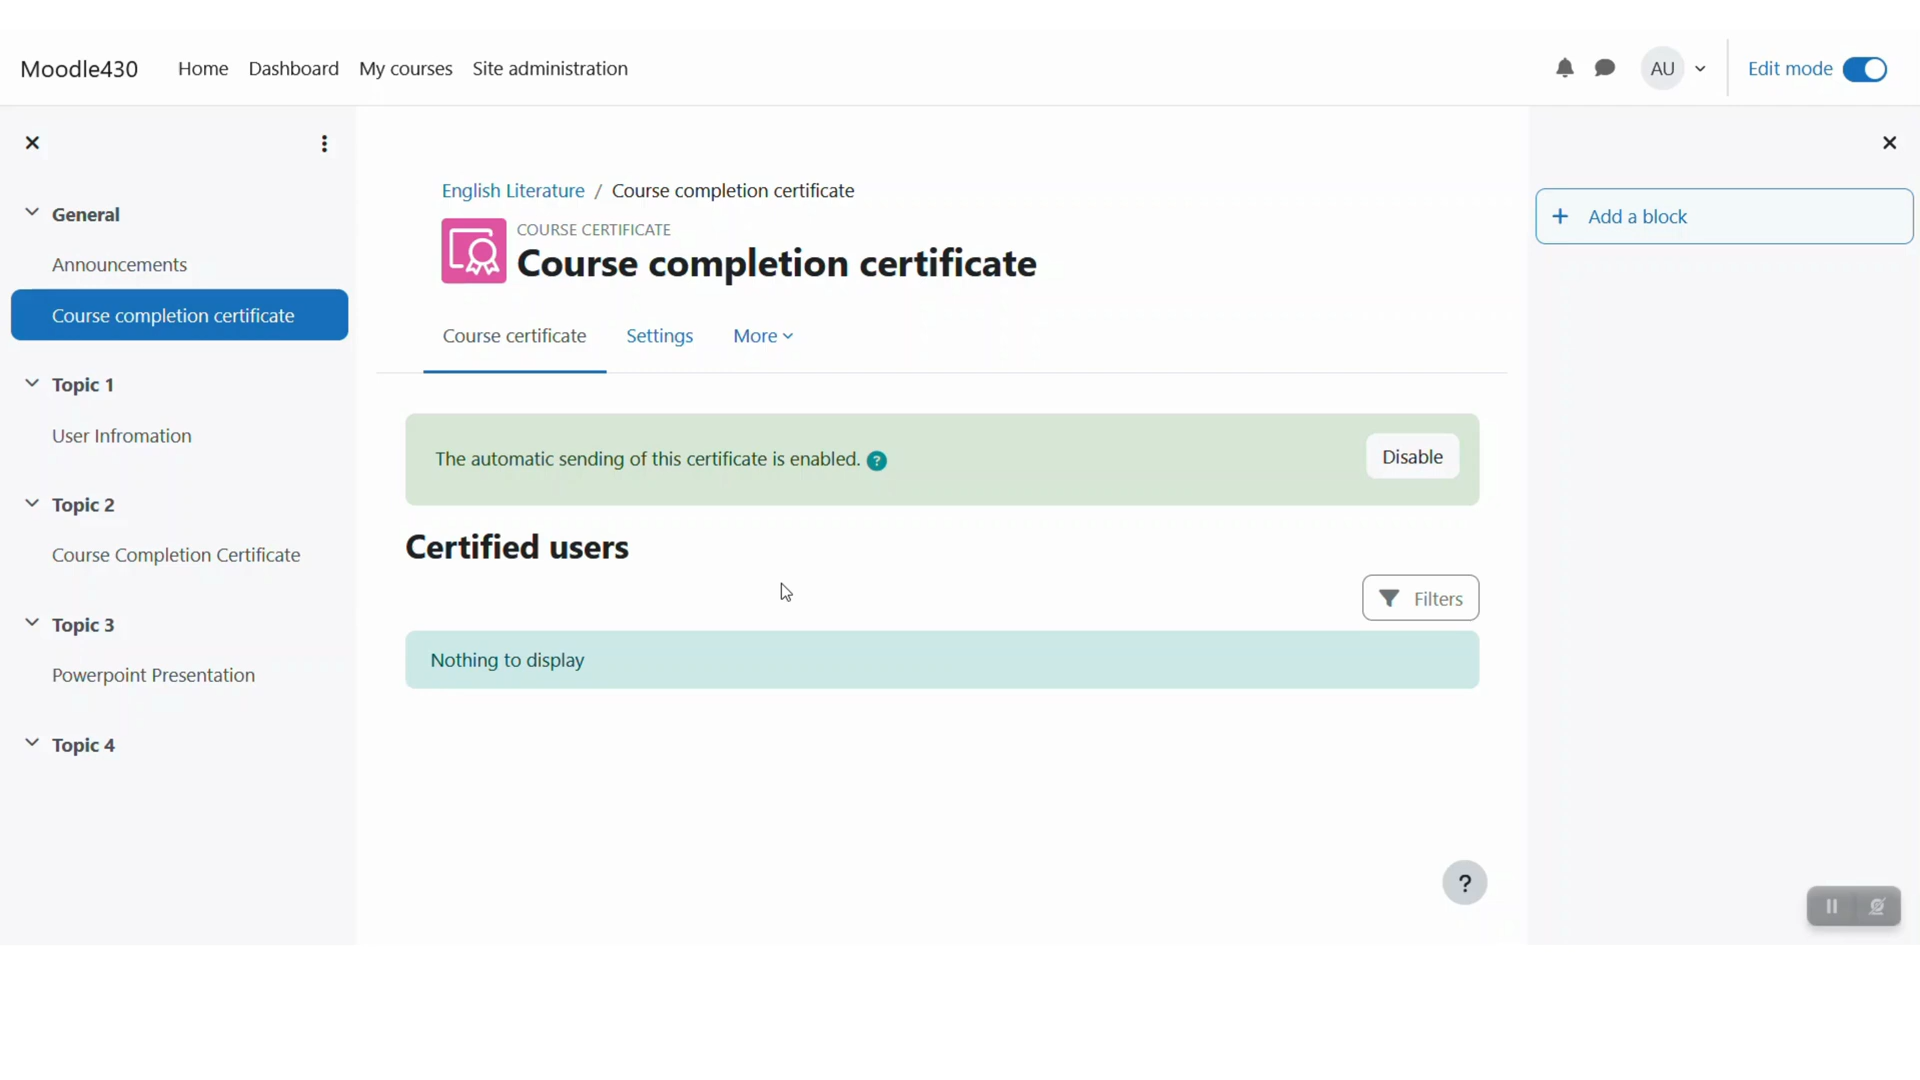 Moodle430 Home Dashboard My courses Site administration AU Edit mode
General
Announcements
Course completion certificate
Topic 1
User Infromation
Topic 2
Course Completion Certificate
Topic 3
Powerpoint Presentation
Topic 4
English Literature / Course completion certificate
COURSE CERTIFICATE
Course completion certificate
Course certificate Settings More
The automatic sending of this certificate is enabled. ?
Disable
Certified users
Filters
Nothing to display
?
+ Add a block